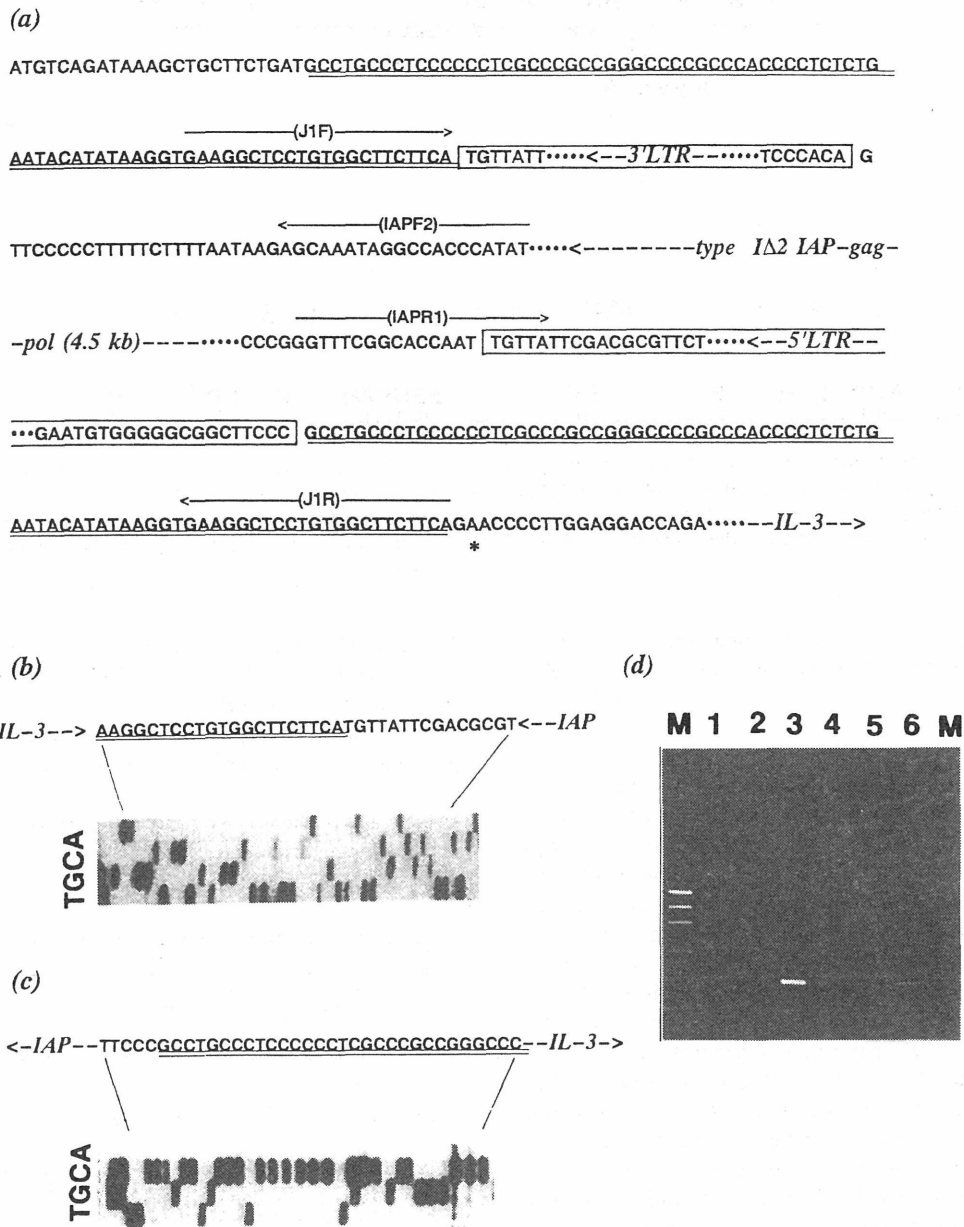 (a)
ATGTCAGATAAAGCTGCTTCTGATGCCTGCCCTCCCCCCTCGCCCGCCGGGCCCCGCCCACCCCTCTCTG
(J1F)———>
AATACATATAAGGTGAAGGCTCCTGTGGCTTCTTCA TGTTATT·····<--3'LTR--·····TCCCACA G
<———(IAPF2)———
TTCCCCCTTTTTCTTTTAATAAGAGCAAATAGGCCACCCATAT·····<--------type IΔ2 IAP-gag-
———(IAPR1)———>
-pol (4.5 kb)----·····CCCGGGTTTCGGCACCAAT TGTTATTCGACGCGTTCT·····<--5'LTR--
···GAATGTGGGGGCGGCTTCCC GCCTGCCCTCCCCCCTCGCCCGCCGGGCCCCGCCCACCCCTCTCTG
<———(J1R)———
AATACATATAAGGTGAAGGCTCCTGTGGCTTCTTCAGAACCCCTTGGAGGACCAGA·····--IL-3-->
*
(b)
IL-3--> AAGGCTCCTGTGGCTTCTTCATGTTATTCGACGCGT<--IAP
TGCA
(c)
<-IAP--TTCCCGCCTGCCCTCCCCCCTCGCCCGCCGGGCCC--IL-3->
TGCA
(d)
M 1 2 3 4 5 6 M